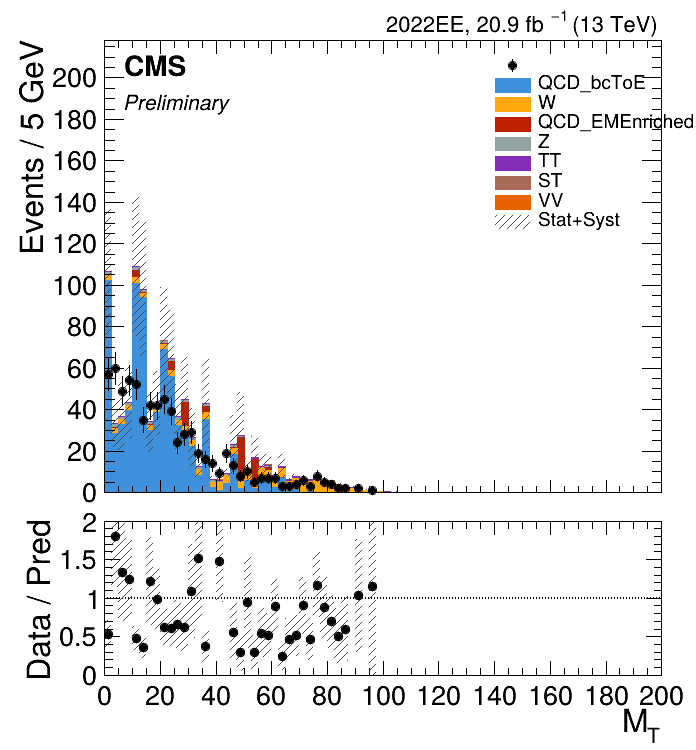 2022EE, 20.9 fb⁻¹ (13 TeV)
CMS
Preliminary
QCD_bcToE
W
QCD_EMEnriched
Z
TT
ST
VV
Stat+Syst
Events / 5 GeV
200
180
160
140
120
100
80
60
40
20
0
Data / Pred
2
1.5
1
0.5
0
0 20 40 60 80 100 120 140 160 180 200
M_T